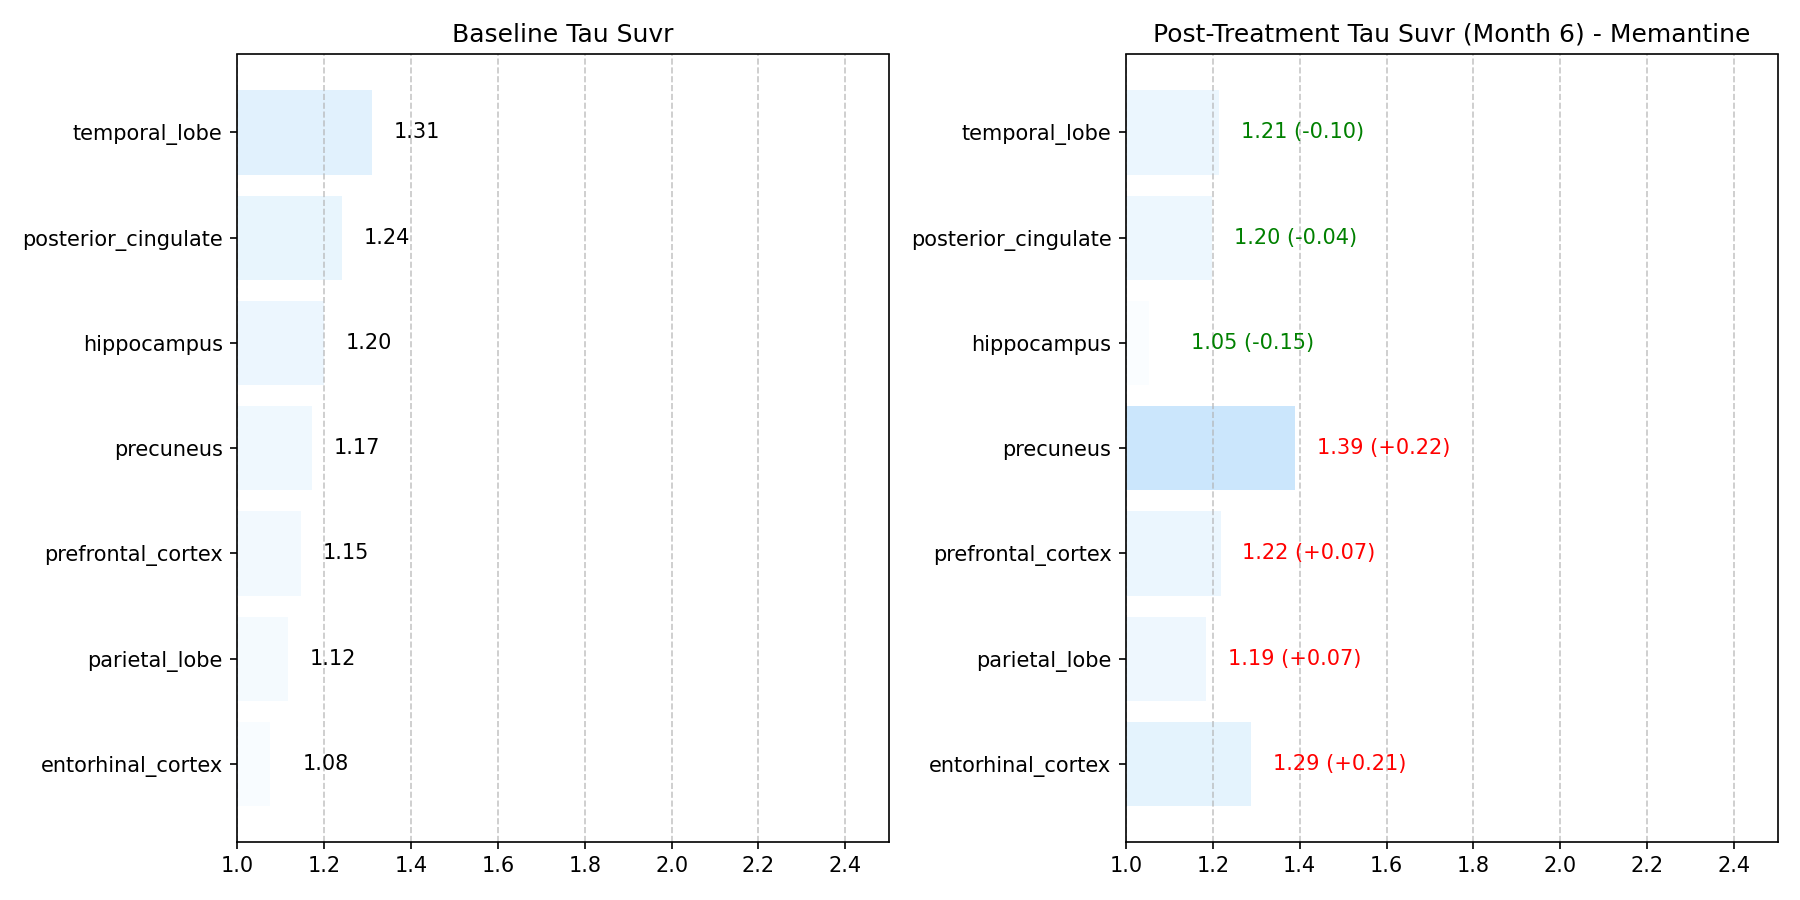 Baseline Tau Suvr
temporal_lobe
1.31
posterior_cingulate
1.24
hippocampus
1.20
precuneus
1.17
prefrontal_cortex
1.15
parietal_lobe
1.12
entorhinal_cortex
1.08
1.0 1.2 1.4 1.6 1.8 2.0 2.2 2.4
Post-Treatment Tau Suvr (Month 6) - Memantine
temporal_lobe
1.21 (-0.10)
posterior_cingulate
1.20 (-0.04)
hippocampus
1.05 (-0.15)
precuneus
1.39 (+0.22)
prefrontal_cortex
1.22 (+0.07)
parietal_lobe
1.19 (+0.07)
entorhinal_cortex
1.29 (+0.21)
1.0 1.2 1.4 1.6 1.8 2.0 2.2 2.4